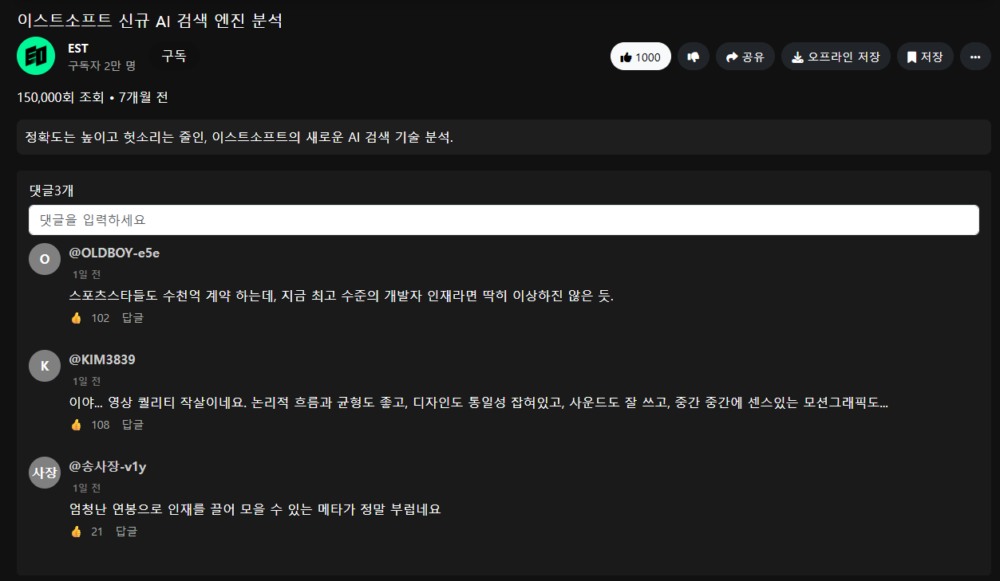 이스트소프트 신규 AI 검색 엔진 분석
EST
구독자 2만 명
구독
1000
공유
오프라인 저장
저장
150,000회 조회 • 7개월 전
정확도는 높이고 헛소리는 줄인, 이스트소프트의 새로운 AI 검색 기술 분석.
댓글3개
댓글을 입력하세요
O
@OLDBOY-e5e
1일 전
스포츠스타들도 수천억 계약 하는데, 지금 최고 수준의 개발자 인재라면 딱히 이상하진 않은 듯.
102 답글
K
@KIM3839
1일 전
이야... 영상 퀄리티 작살이네요. 논리적 흐름과 균형도 좋고, 디자인도 통일성 잡혀있고, 사운드도 잘 쓰고, 중간 중간에 센스있는 모션그래픽도...
108 답글
사장
@송사장-v1y
1일 전
엄청난 연봉으로 인재를 끌어 모을 수 있는 메타가 정말 부럽네요
21 답글